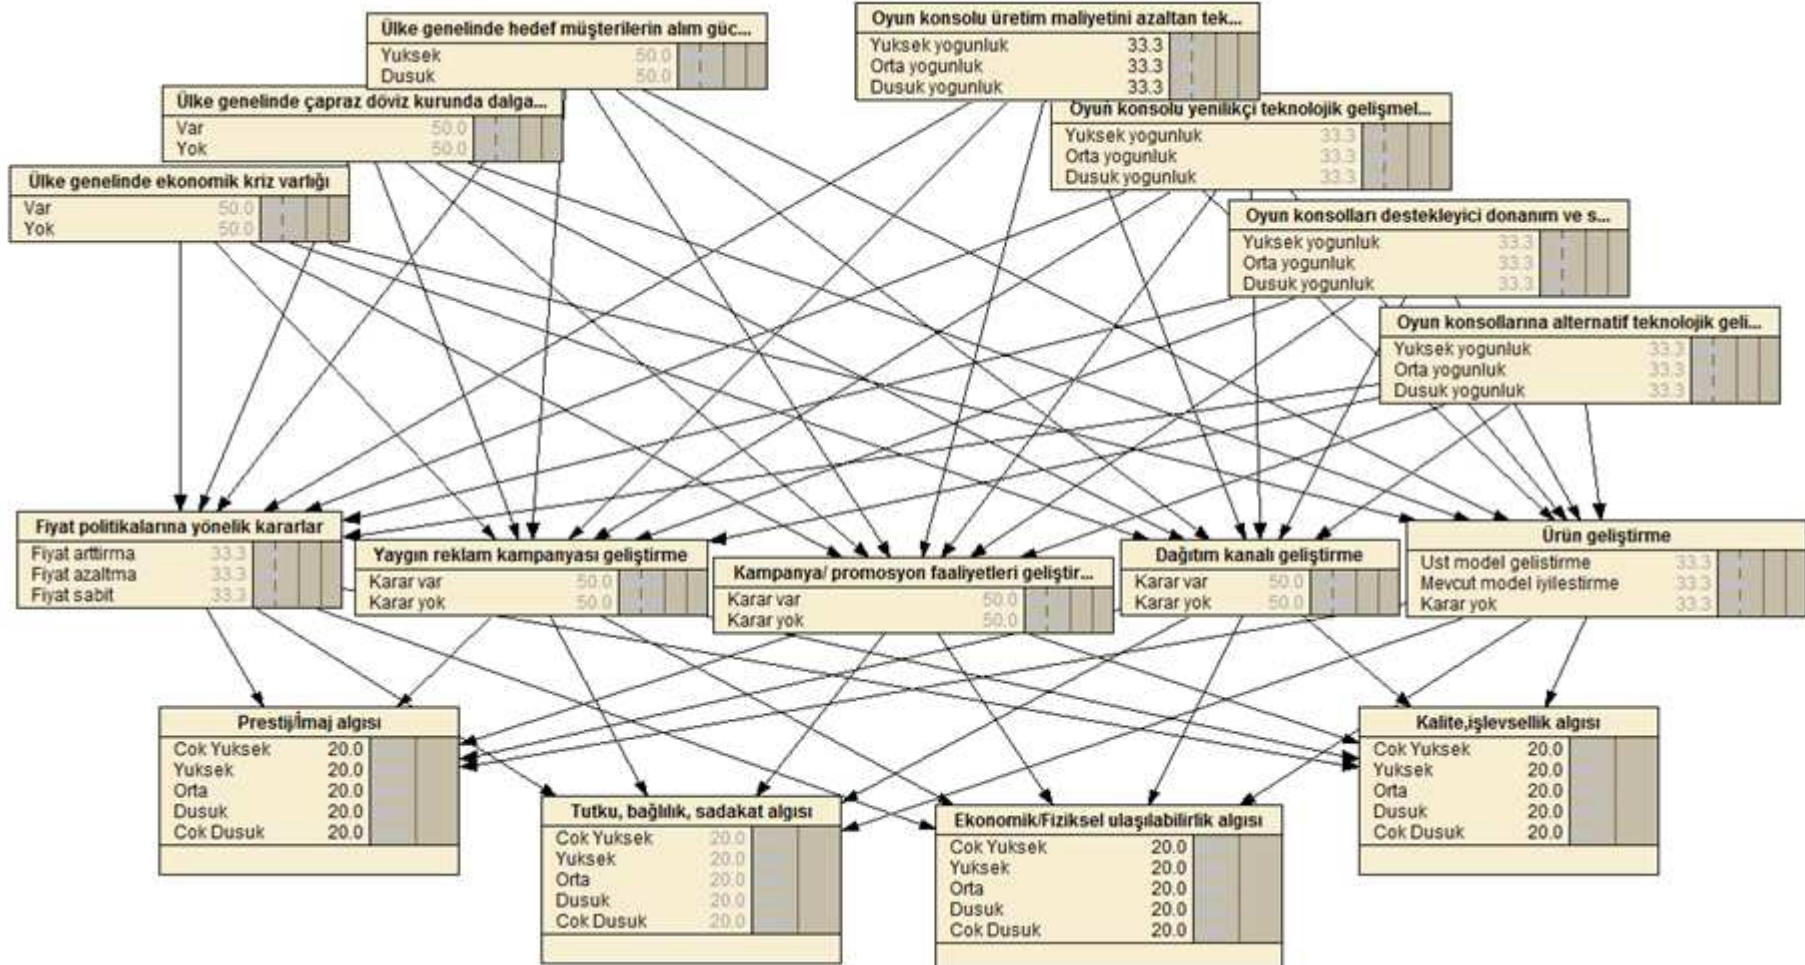 Ülke genelinde hedef müşterilerin alım güc...
Yuksek 50.0
Dusuk 50.0
Oyun konsolu üretim maliyetini azaltan tek...
Yuksek yogunluk 33.3
Orta yogunluk 33.3
Dusuk yogunluk 33.3
Ülke genelinde çapraz döviz kurunda dalga...
Var 50.0
Yok 50.0
Oyun konsolu yenilikçi teknolojik gelişmel...
Yuksek yogunluk 33.3
Orta yogunluk 33.3
Dusuk yogunluk 33.3
Ülke genelinde ekonomik kriz varlığı
Var 50.0
Yok 50.0
Oyun konsolları destekleyici donanım ve s...
Yuksek yogunluk 33.3
Orta yogunluk 33.3
Dusuk yogunluk 33.3
Oyun konsollarına alternatif teknolojik geli...
Yuksek yogunluk 33.3
Orta yogunluk 33.3
Dusuk yogunluk 33.3
Fiyat politikalarına yönelik kararlar
Fiyat arttirma 33.3
Fiyat azaltma 33.3
Fiyat sabit 33.3
Yaygın reklam kampanyası geliştirme
Karar var 50.0
Karar yok 50.0
Kampanya/ promosyon faaliyetleri geliştir...
Karar var 50.0
Karar yok 50.0
Dağıtım kanalı geliştirme
Karar var 50.0
Karar yok 50.0
Ürün geliştirme
Ust model gelistirme 33.3
Mevcut model iyilestirme 33.3
Karar yok 33.3
Prestij/İmaj algısı
Cok Yuksek 20.0
Yuksek 20.0
Orta 20.0
Dusuk 20.0
Cok Dusuk 20.0
Tutku, bağlılık, sadakat algısı
Cok Yuksek 20.0
Yuksek 20.0
Orta 20.0
Dusuk 20.0
Cok Dusuk 20.0
Ekonomik/Fiziksel ulaşılabilirlik algısı
Cok Yuksek 20.0
Yuksek 20.0
Orta 20.0
Dusuk 20.0
Cok Dusuk 20.0
Kalite,işlevsellik algısı
Cok Yuksek 20.0
Yuksek 20.0
Orta 20.0
Dusuk 20.0
Cok Dusuk 20.0